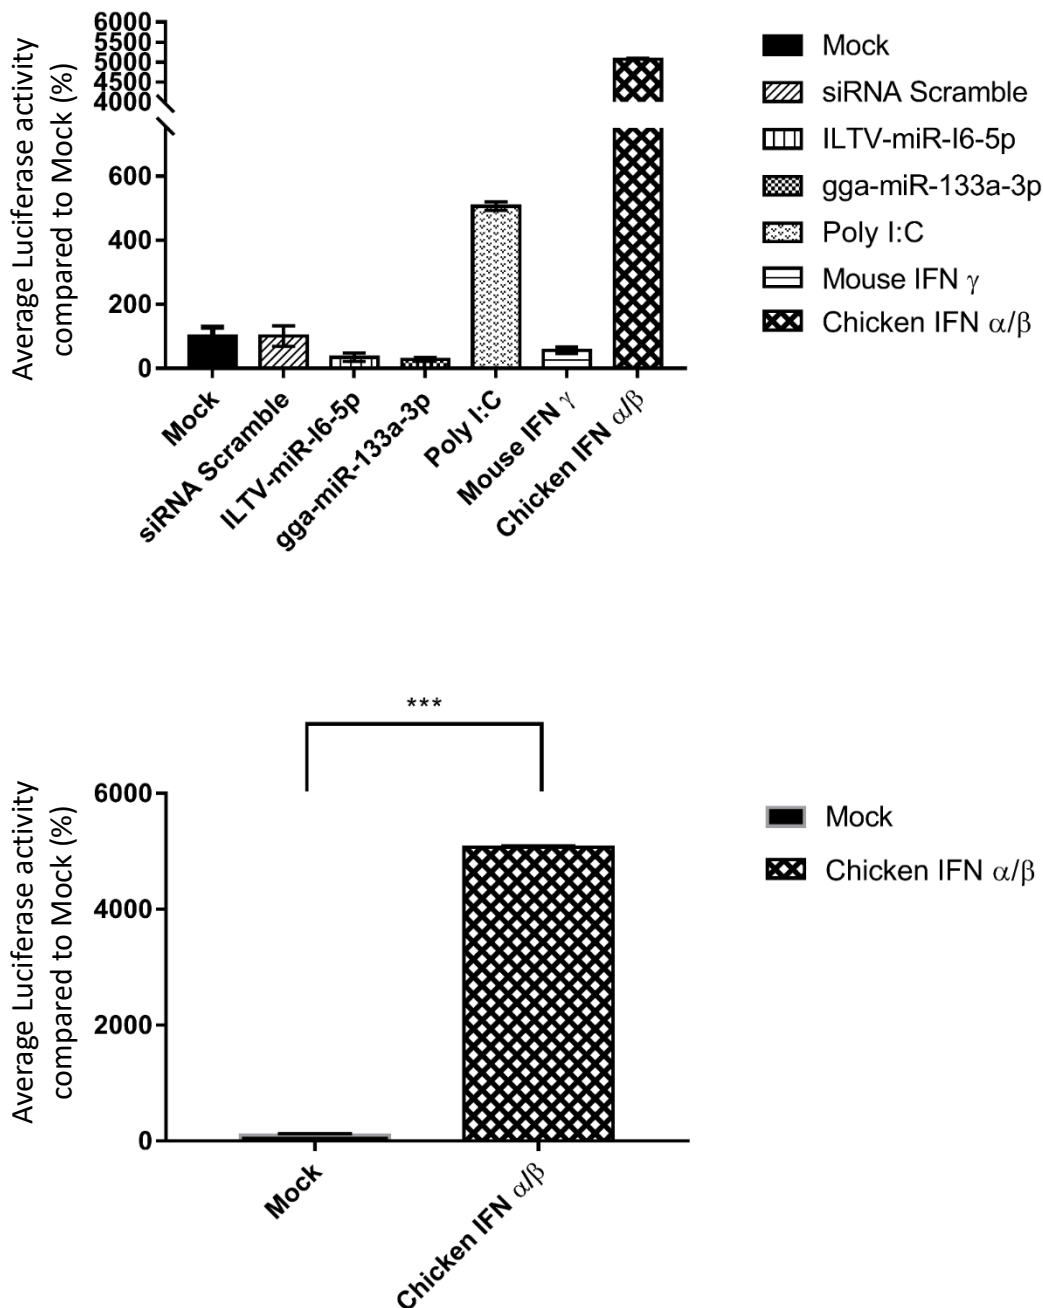 Average Luciferase activity
compared to Mock (%)
6000
5500
5000
4500
4000
600
400
200
0
Mock
siRNA Scramble
ILTV-miR-I6-5p
gga-miR-133a-3p
Poly I:C
Mouse IFN γ
Chicken IFN α/β
Mock
siRNA Scramble
ILTV-miR-I6-5p
gga-miR-133a-3p
Poly I:C
Mouse IFN γ
Chicken IFN α/β
***
Average Luciferase activity
compared to Mock (%)
6000
4000
2000
0
Mock
Chicken IFN α/β
Mock
Chicken IFN α/β